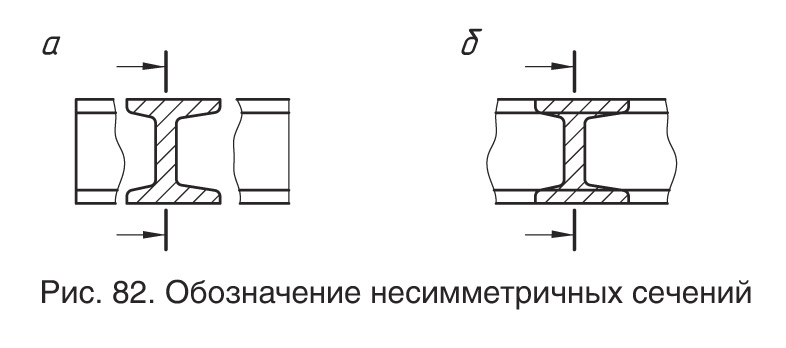 а б
Рис. 82. Обозначение несимметричных сечений